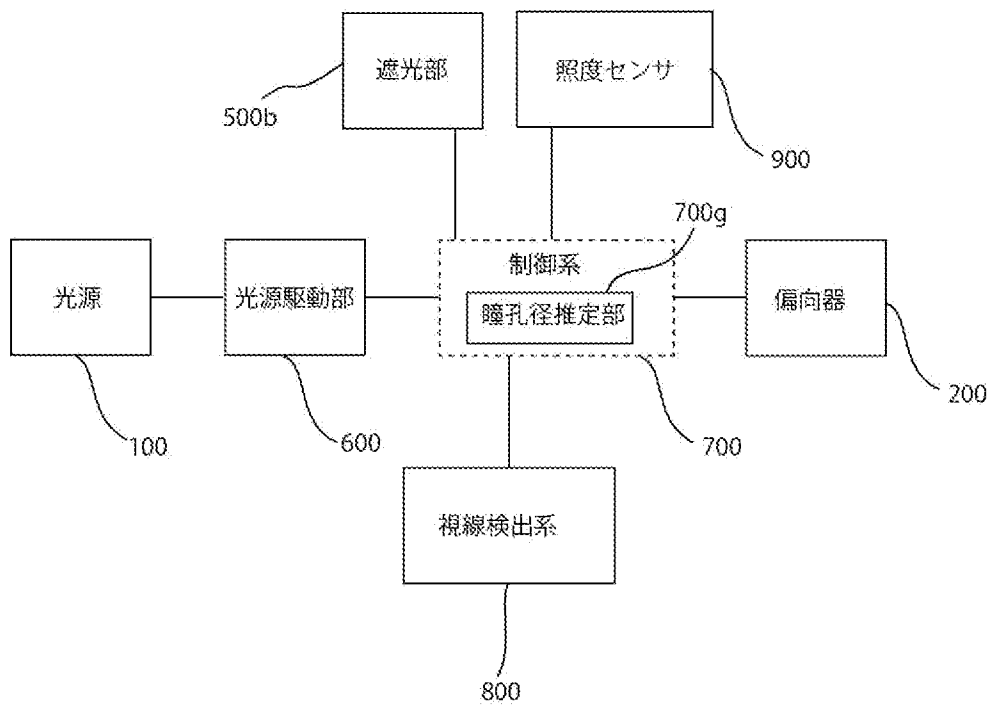 遮光部
照度センサ
500b
900
700g
制御系
光源
光源駆動部
瞳孔径推定部
偏向器
200
100
600
700
視線検出系
800